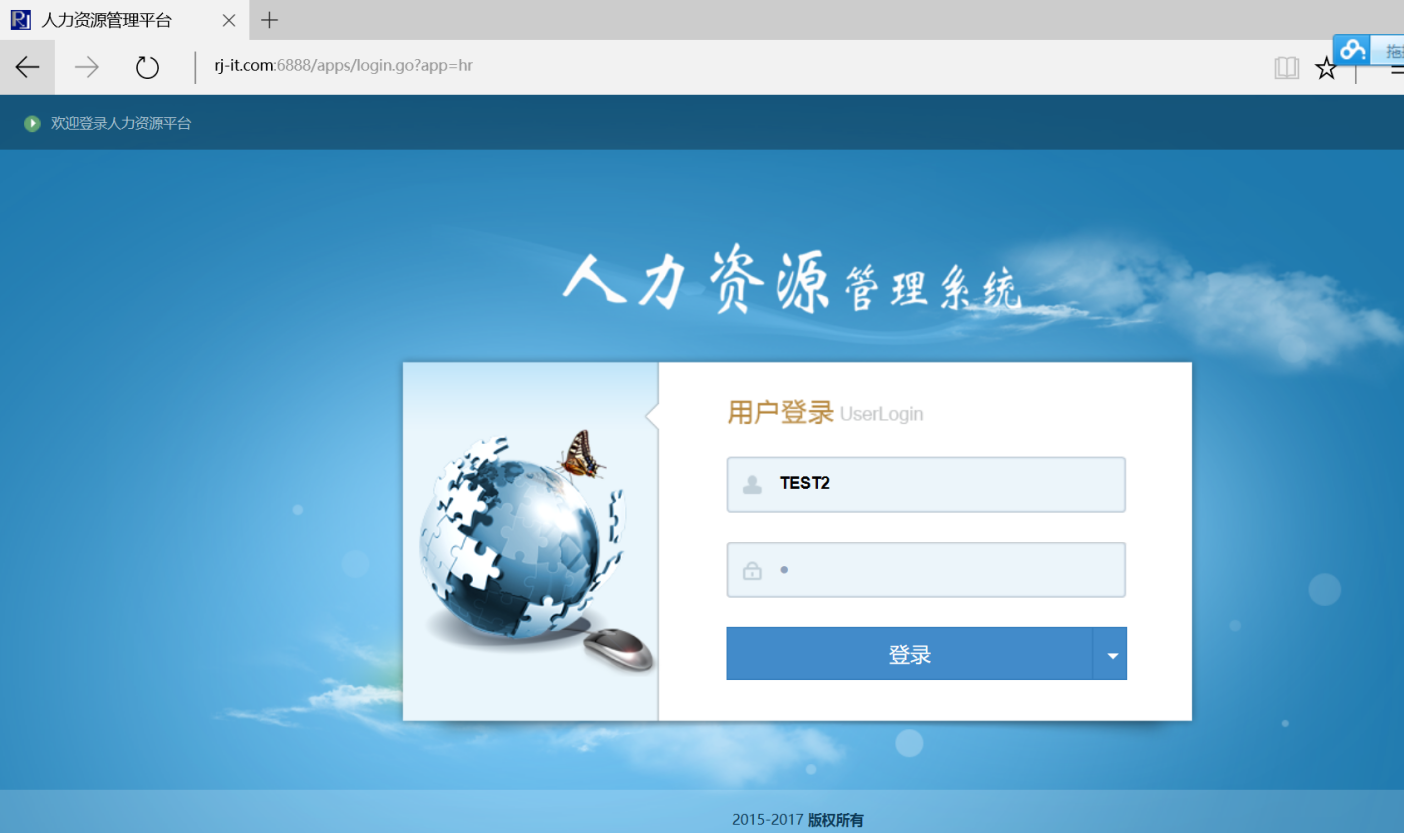 人力资源管理平台
rj-it.com:6888/apps/login.go?app=hr
欢迎登录人力资源平台
人力资源管理系统
用户登录 UserLogin
TEST2
登录
2015-2017 版权所有